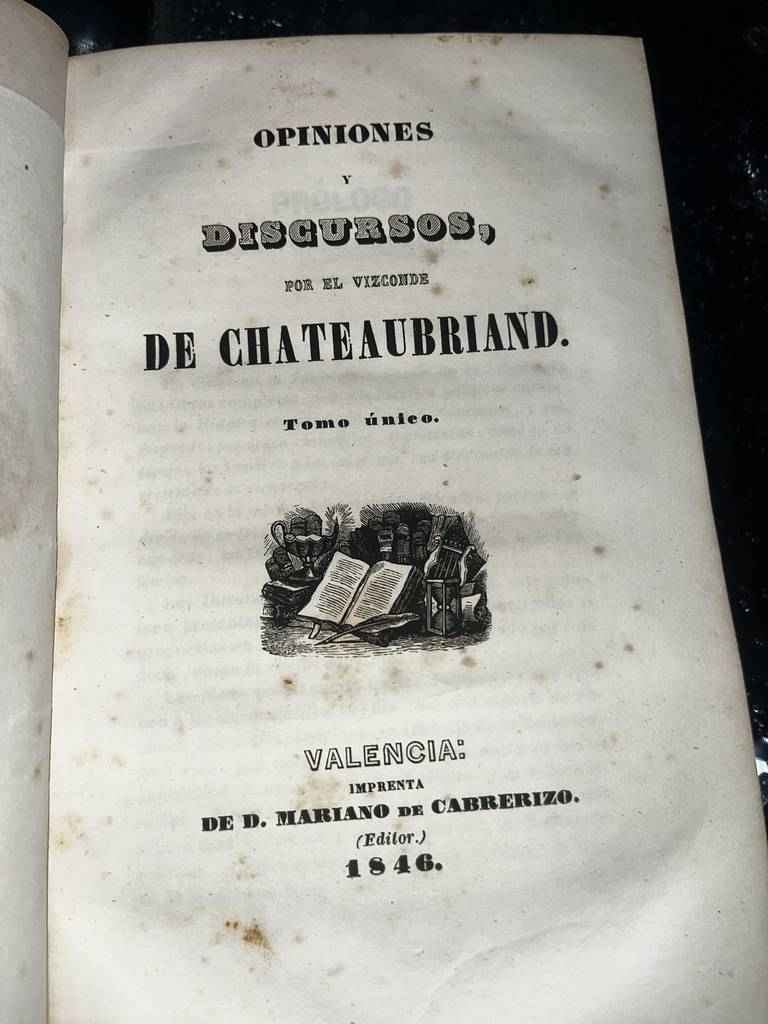 OPINIONES
Y
DISCURSOS,
POR EL VIZCONDE
DE CHATEAUBRIAND.
Tomo único.
VALENCIA:
IMPRENTA
DE D. MARIANO DE CABRERIZO.
(Editor.)
1846.